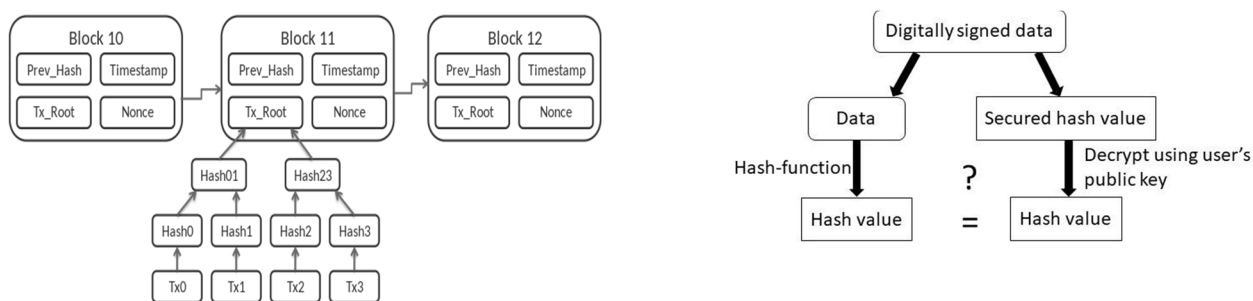 Block 10
Prev_Hash
Timestamp
Tx_Root
Nonce
Block 11
Prev_Hash
Timestamp
Tx_Root
Nonce
Block 12
Prev_Hash
Timestamp
Tx_Root
Nonce
Hash01
Hash23
Hash0
Hash1
Hash2
Hash3
Tx0
Tx1
Tx2
Tx3
Digitally signed data
Data
Secured hash value
Hash-function
Decrypt using user's
public key
?
Hash value
=
Hash value